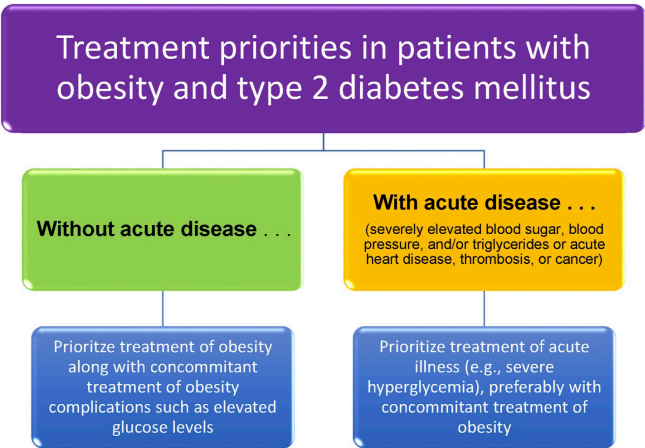 Treatment priorities in patients with
obesity and type 2 diabetes mellitus
Without acute disease . . .
With acute disease . . .
(severely elevated blood sugar, blood
pressure, and/or triglycerides or acute
heart disease, thrombosis, or cancer)
Prioritze treatment of obesity
along with concommitant
treatment of obesity
complications such as elevated
glucose levels
Prioritize treatment of acute
illness (e.g., severe
hyperglycemia), preferably with
concommitant treatment of
obesity